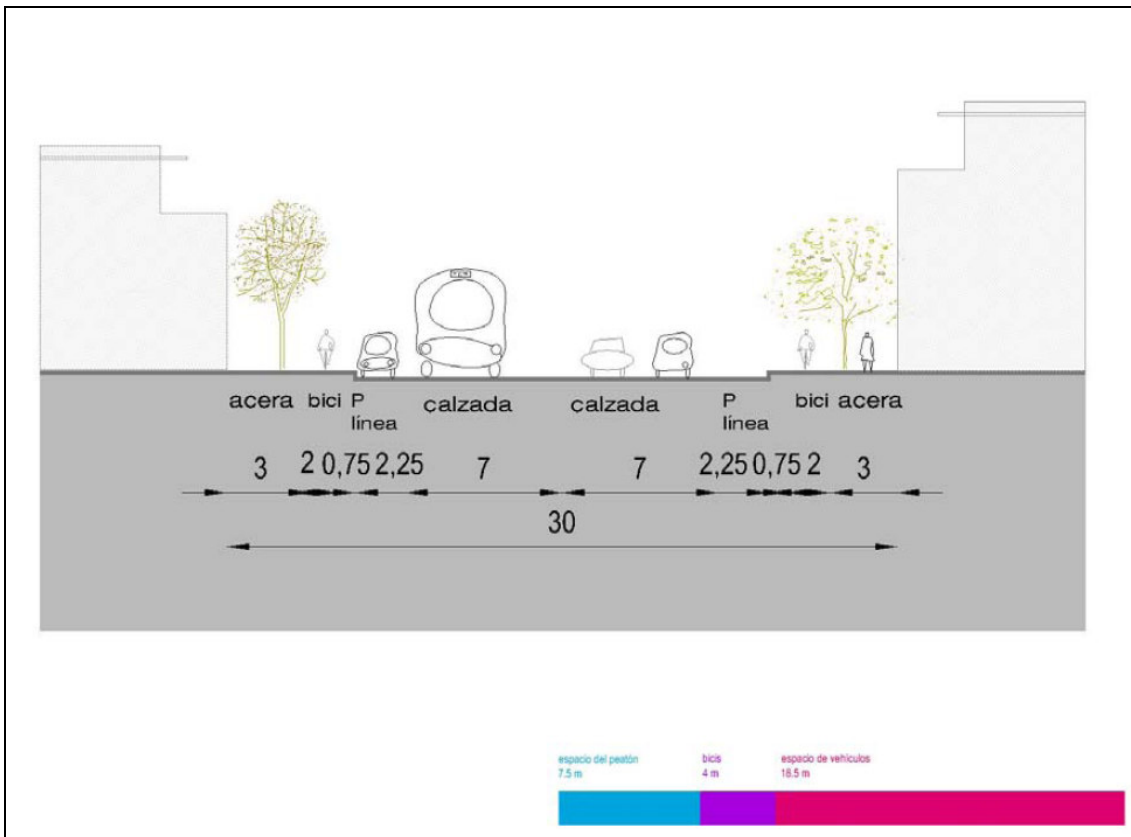 acera bici P línea calzada calzada P línea bici acera
3 2 0,75 2,25 7 7 2,25 0,75 2 3
30
espacio del peatón bicis espacio de vehículos
7.5 m 4 m 18.5 m